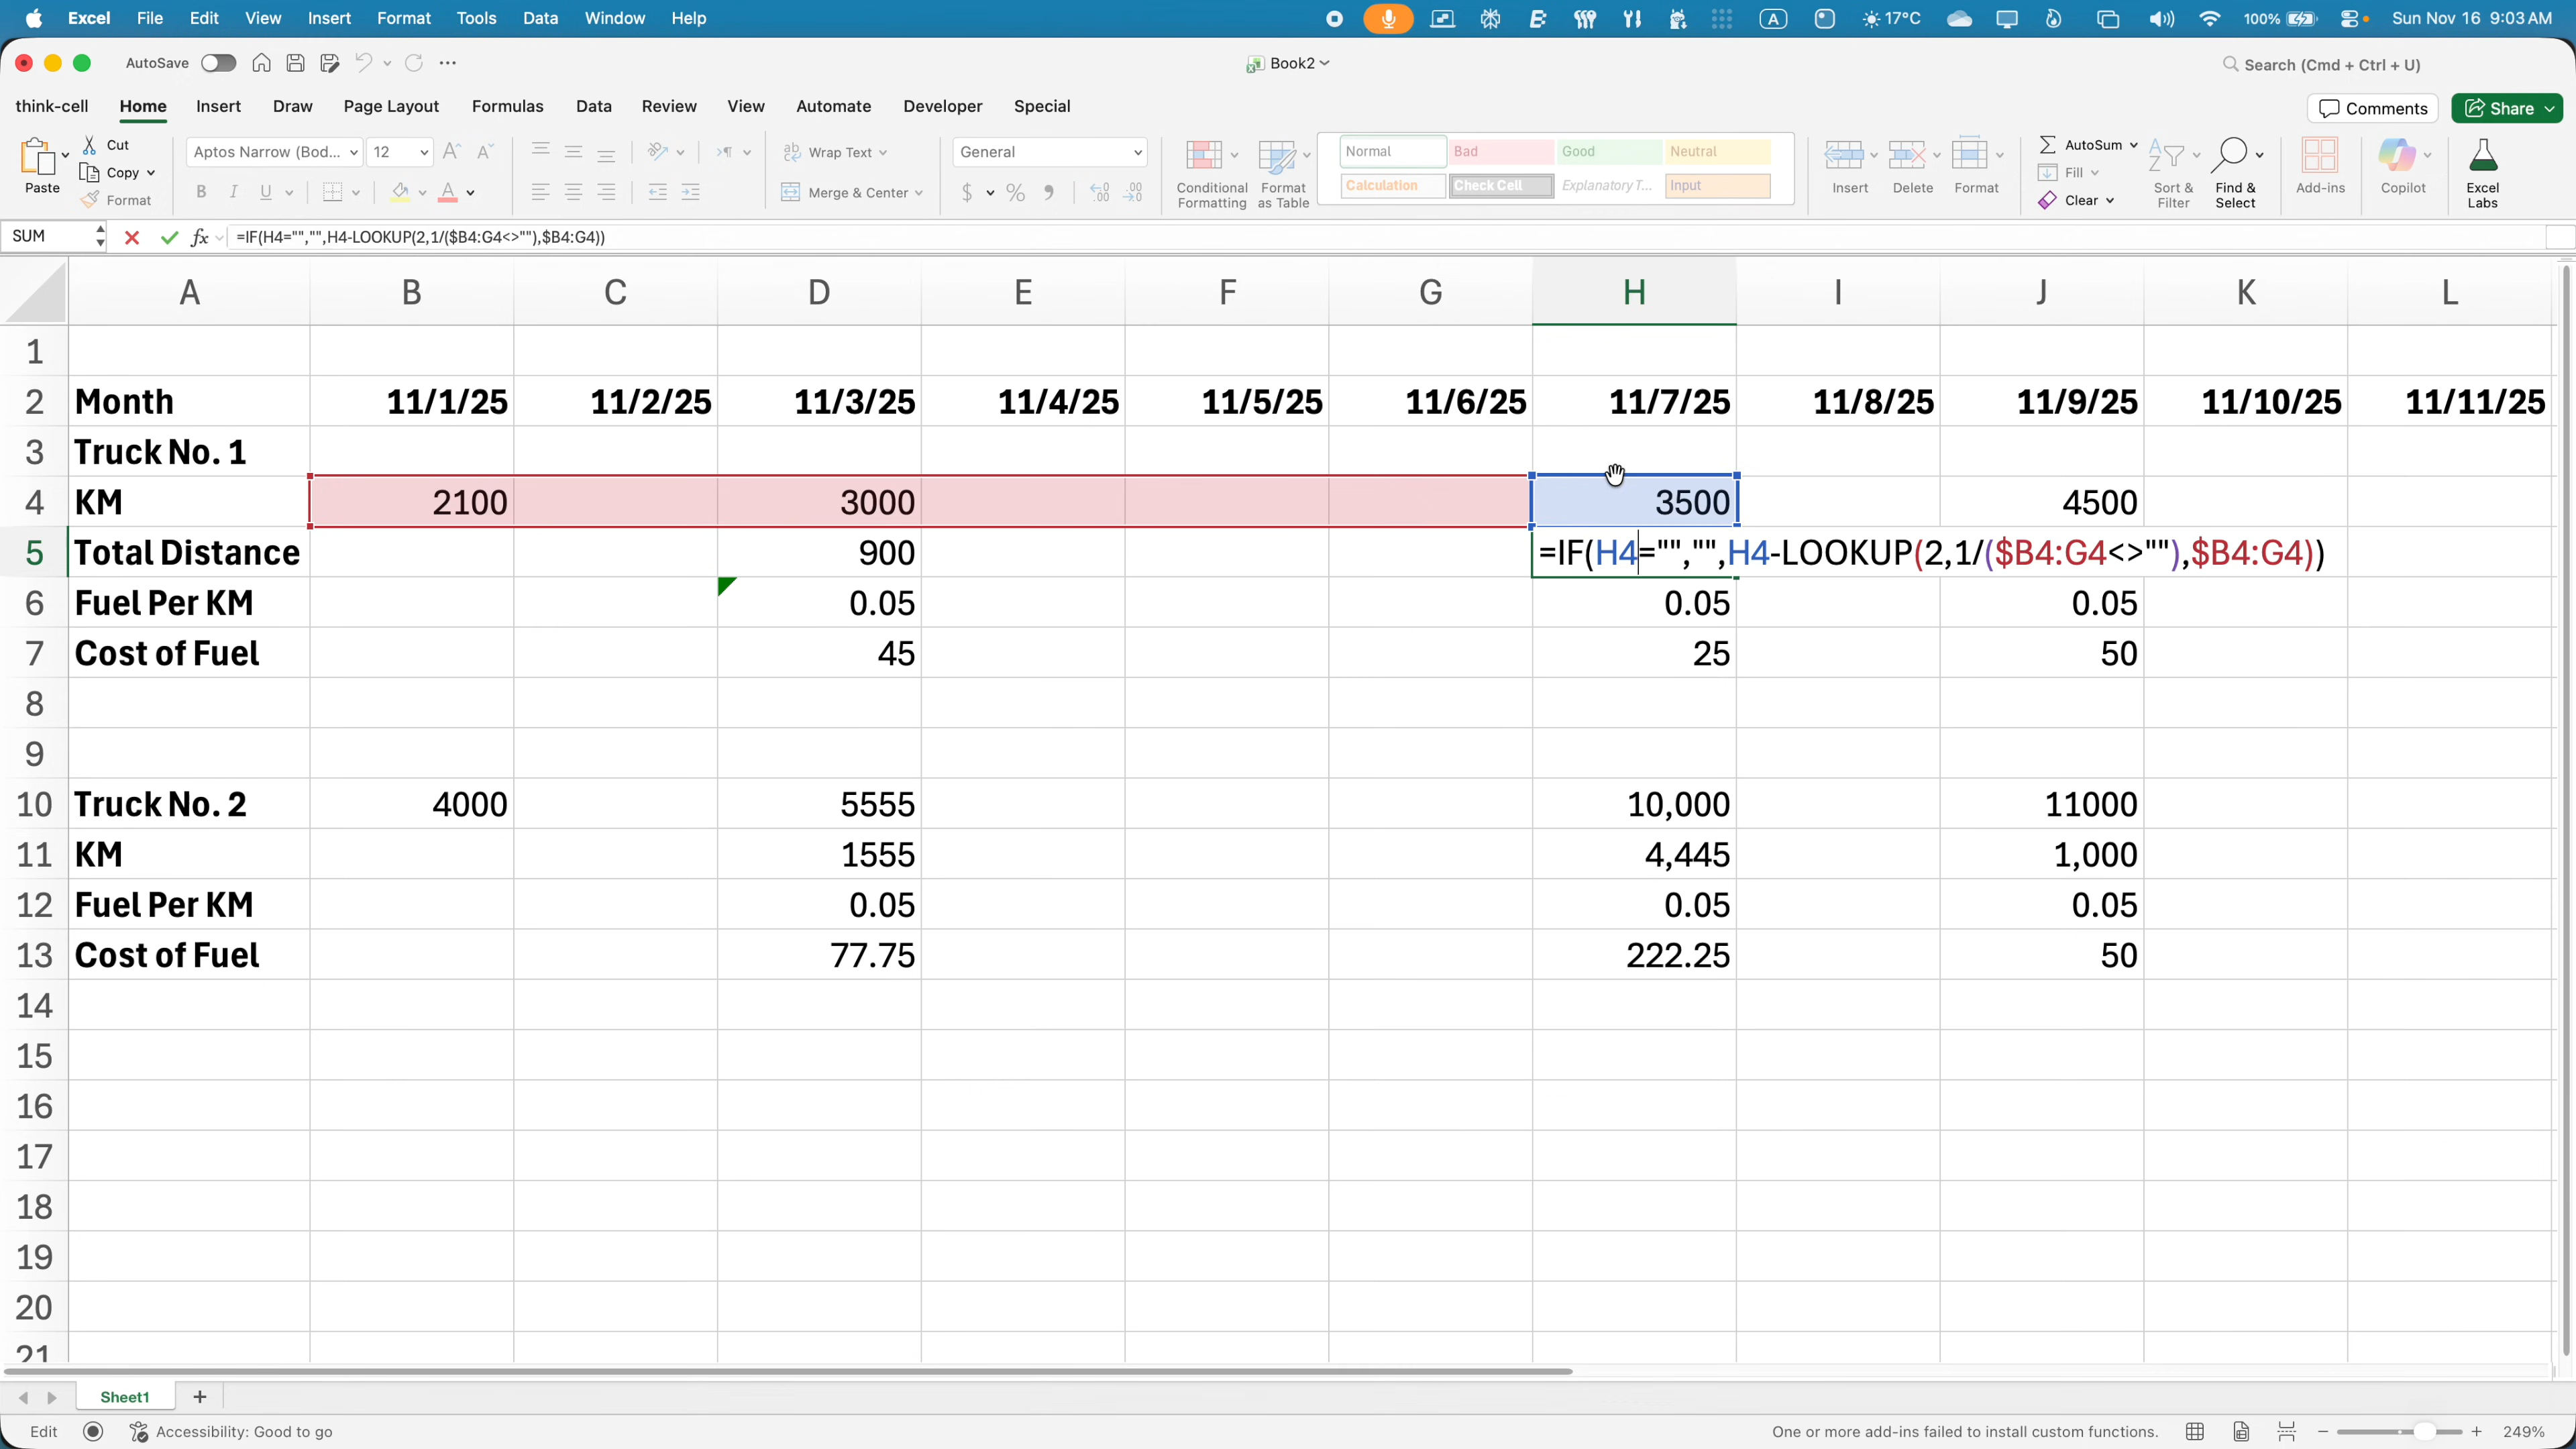 Excel File Edit View Insert Format Tools Data Window Help A 17°C 100% Sun Nov 16 9:03 AM
AutoSave Book2 Search (Cmd + Ctrl + U)
think-cell Home Insert Draw Page Layout Formulas Data Review View Automate Developer Special Comments Share
Paste Cut Copy Format
Aptos Narrow (Bod... 12 A A B I U A
Wrap Text Merge & Center
General $ %
Conditional Formatting Format as Table
Normal Bad Good Neutral
Calculation Check Cell Explanatory T... Input
Insert Delete Format
AutoSum Fill Clear
Sort & Filter Find & Select Add-ins Copilot Excel Labs
SUM fx =IF(H4="","",H4-LOOKUP(2,1/($B4:G4<>""),$B4:G4))
A B C D E F G H I J K L
1
2 Month 11/1/25 11/2/25 11/3/25 11/4/25 11/5/25 11/6/25 11/7/25 11/8/25 11/9/25 11/10/25 11/11/25
3 Truck No. 1
4 KM 2100 3000 3500 4500
5 Total Distance 900 =IF(H4="","",H4-LOOKUP(2,1/($B4:G4<>""),$B4:G4))
6 Fuel Per KM 0.05 0.05 0.05
7 Cost of Fuel 45 25 50
8
9
10 Truck No. 2 4000 5555 10,000 11000
11 KM 1555 4,445 1,000
12 Fuel Per KM 0.05 0.05 0.05
13 Cost of Fuel 77.75 222.25 50
14
15
16
17
18
19
20
21
Sheet1 +
Edit Accessibility: Good to go One or more add-ins failed to install custom functions. 249%